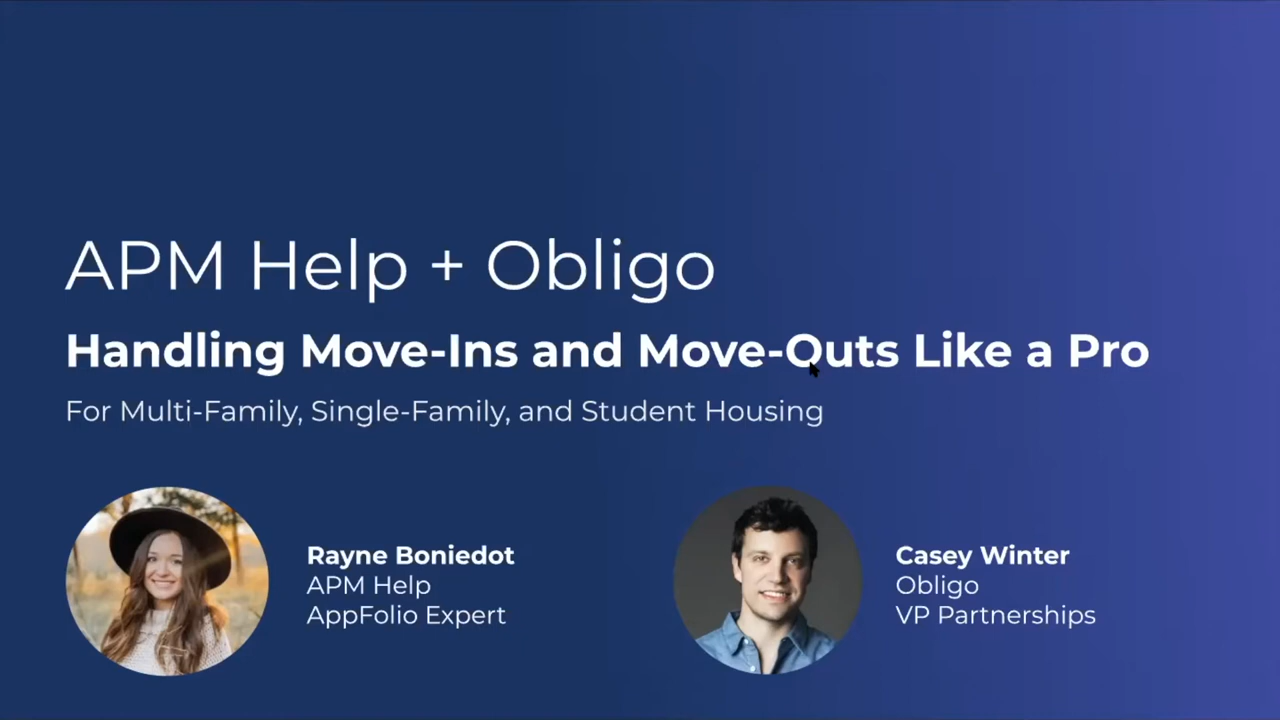 APM Help + Obligo
Handling Move-Ins and Move-Outs Like a Pro
For Multi-Family, Single-Family, and Student Housing
Rayne Boniedot
APM Help
AppFolio Expert
Casey Winter
Obligo
VP Partnerships